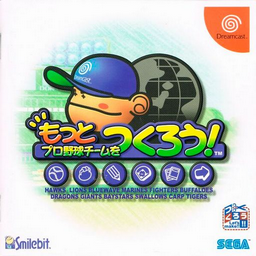 Dreamcast
もっと
プロ野球チームを
つくろう!
TM
HAWKS LIONS BLUEWAVE MARINES FIGHTERS BUFFALOES
DRAGONS GIANTS BAYSTARS SWALLOWS CARP TIGERS
Smilebit.
SEGA